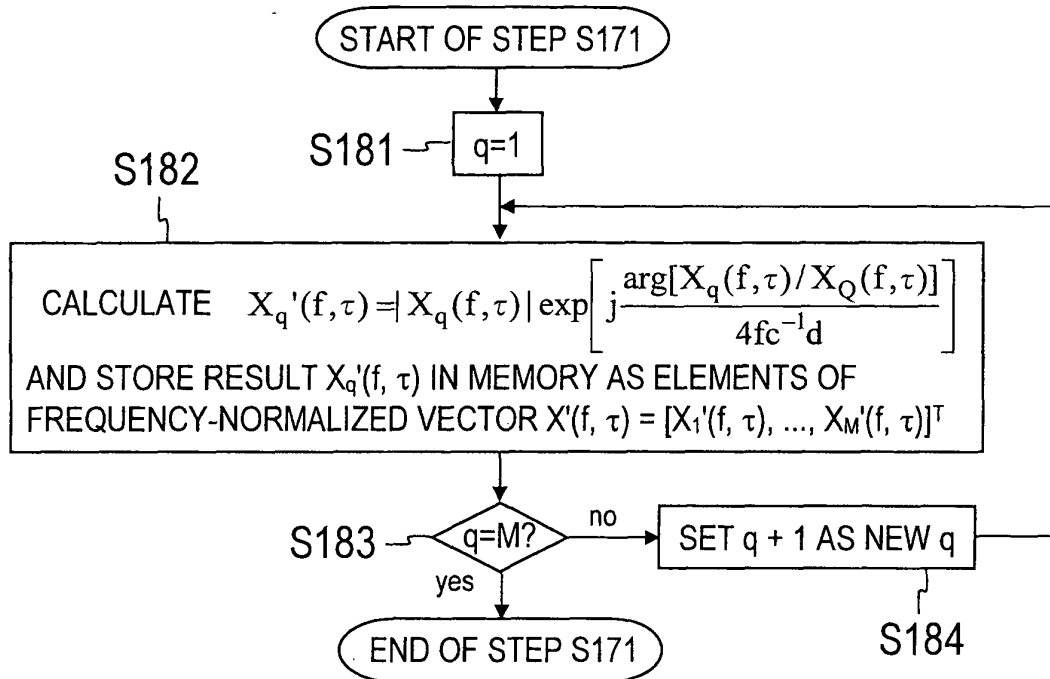 START OF STEP S171
S181
q=1
S182
CALCULATE X_q'(f,τ)=|X_q(f,τ)| exp[j arg[X_q(f,τ)/X_Q(f,τ)] / 4fc⁻¹d]
AND STORE RESULT X_q'(f, τ) IN MEMORY AS ELEMENTS OF
FREQUENCY-NORMALIZED VECTOR X'(f, τ) = [X_1'(f, τ), ..., X_M'(f, τ)]^T
S183
q=M?
no
SET q + 1 AS NEW q
yes
S184
END OF STEP S171